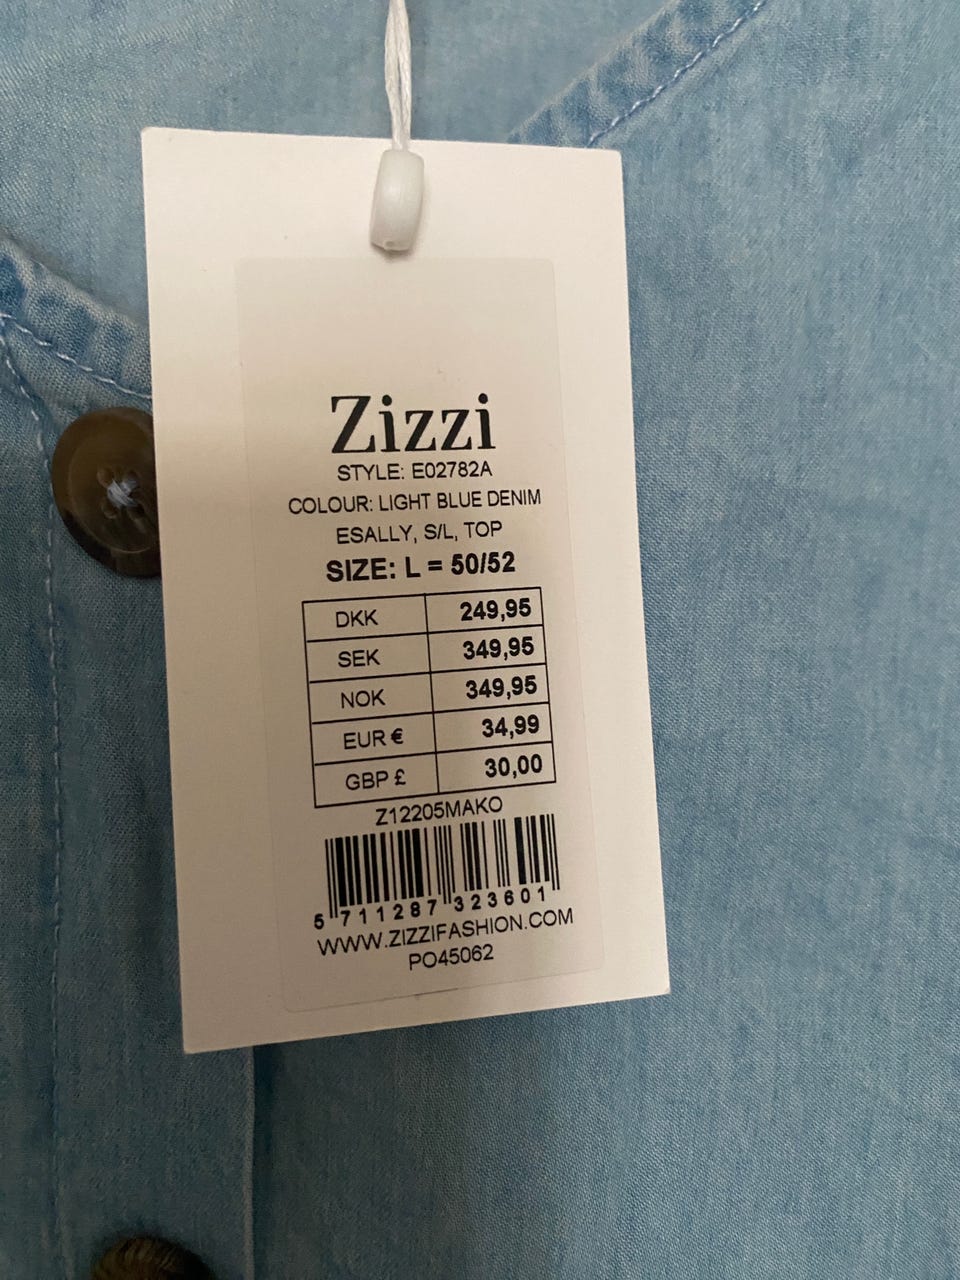 Zizzi
STYLE: E02782A
COLOUR: LIGHT BLUE DENIM
ESALLY, S/L, TOP
SIZE: L = 50/52
DKK 249,95
SEK 349,95
NOK 349,95
EUR € 34,99
GBP £ 30,00
Z12205MAKO
5 711287 323601
WWW.ZIZZIFASHION.COM
PO45062